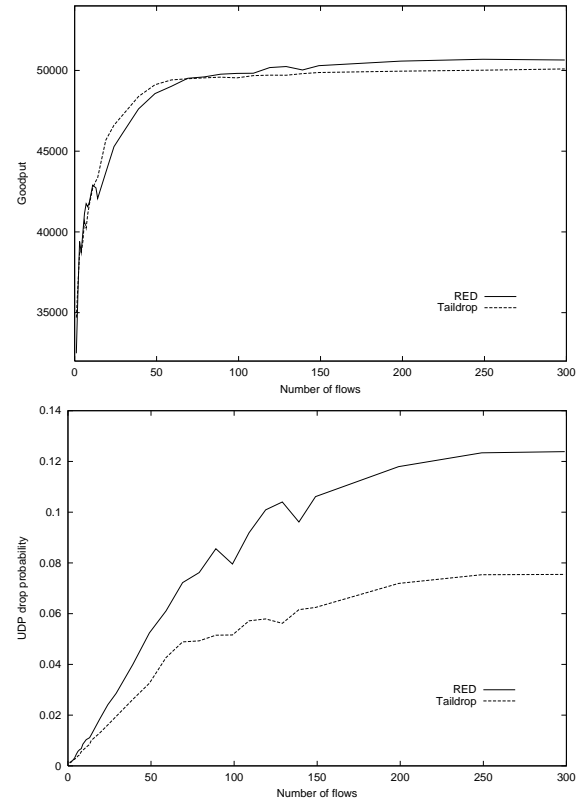 50000
45000
40000
35000
Goodput
RED
Taildrop
0 50 100 150 200 250 300
Number of flows
0.14
0.12
0.1
0.08
0.06
0.04
0.02
0
UDP drop probability
RED
Taildrop
0 50 100 150 200 250 300
Number of flows